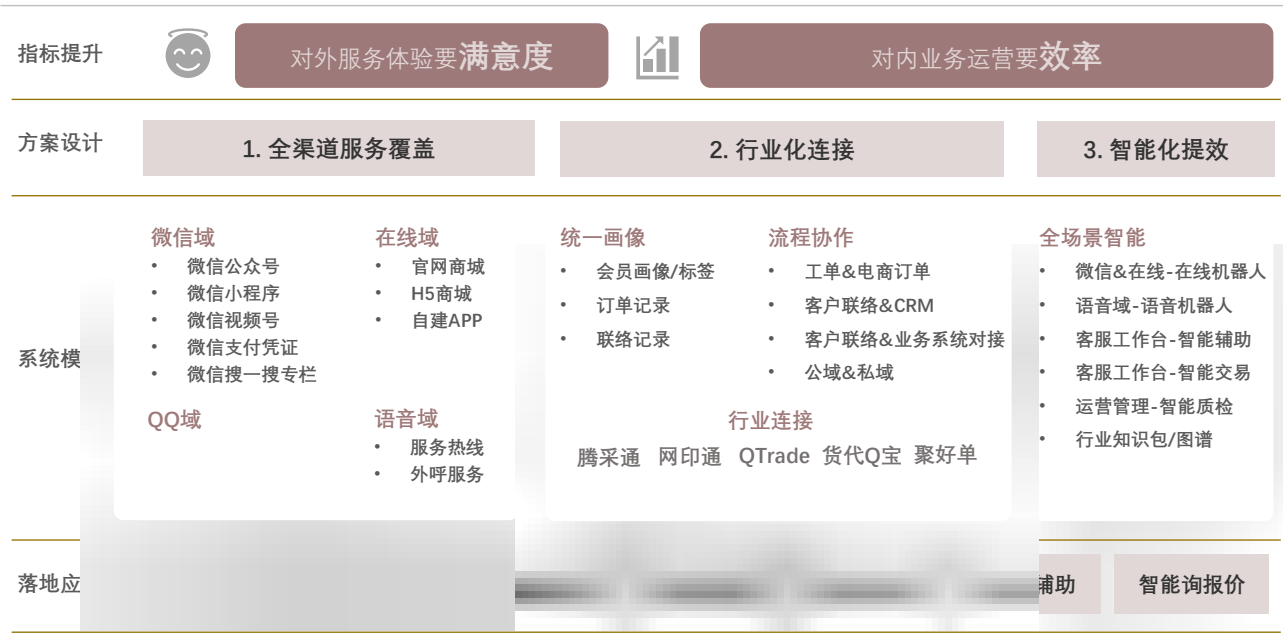 指标提升
对外服务体验要满意度
对内业务运营要效率
方案设计
1. 全渠道服务覆盖
2. 行业化连接
3. 智能化提效
系统模
微信域
• 微信公众号
• 微信小程序
• 微信视频号
• 微信支付凭证
• 微信搜一搜专栏
在线域
• 官网商城
• H5商城
• 自建APP
QQ域
语音域
• 服务热线
• 外呼服务
统一画像
• 会员画像/标签
• 订单记录
• 联络记录
流程协作
• 工单&电商订单
• 客户联络&CRM
• 客户联络&业务系统对接
• 公域&私域
行业连接
腾采通 网印通 QTrade 货代Q宝 聚好单
全场景智能
• 微信&在线-在线机器人
• 语音域-语音机器人
• 客服工作台-智能辅助
• 客服工作台-智能交易
• 运营管理-智能质检
• 行业知识包/图谱
落地应
辅助
智能询报价